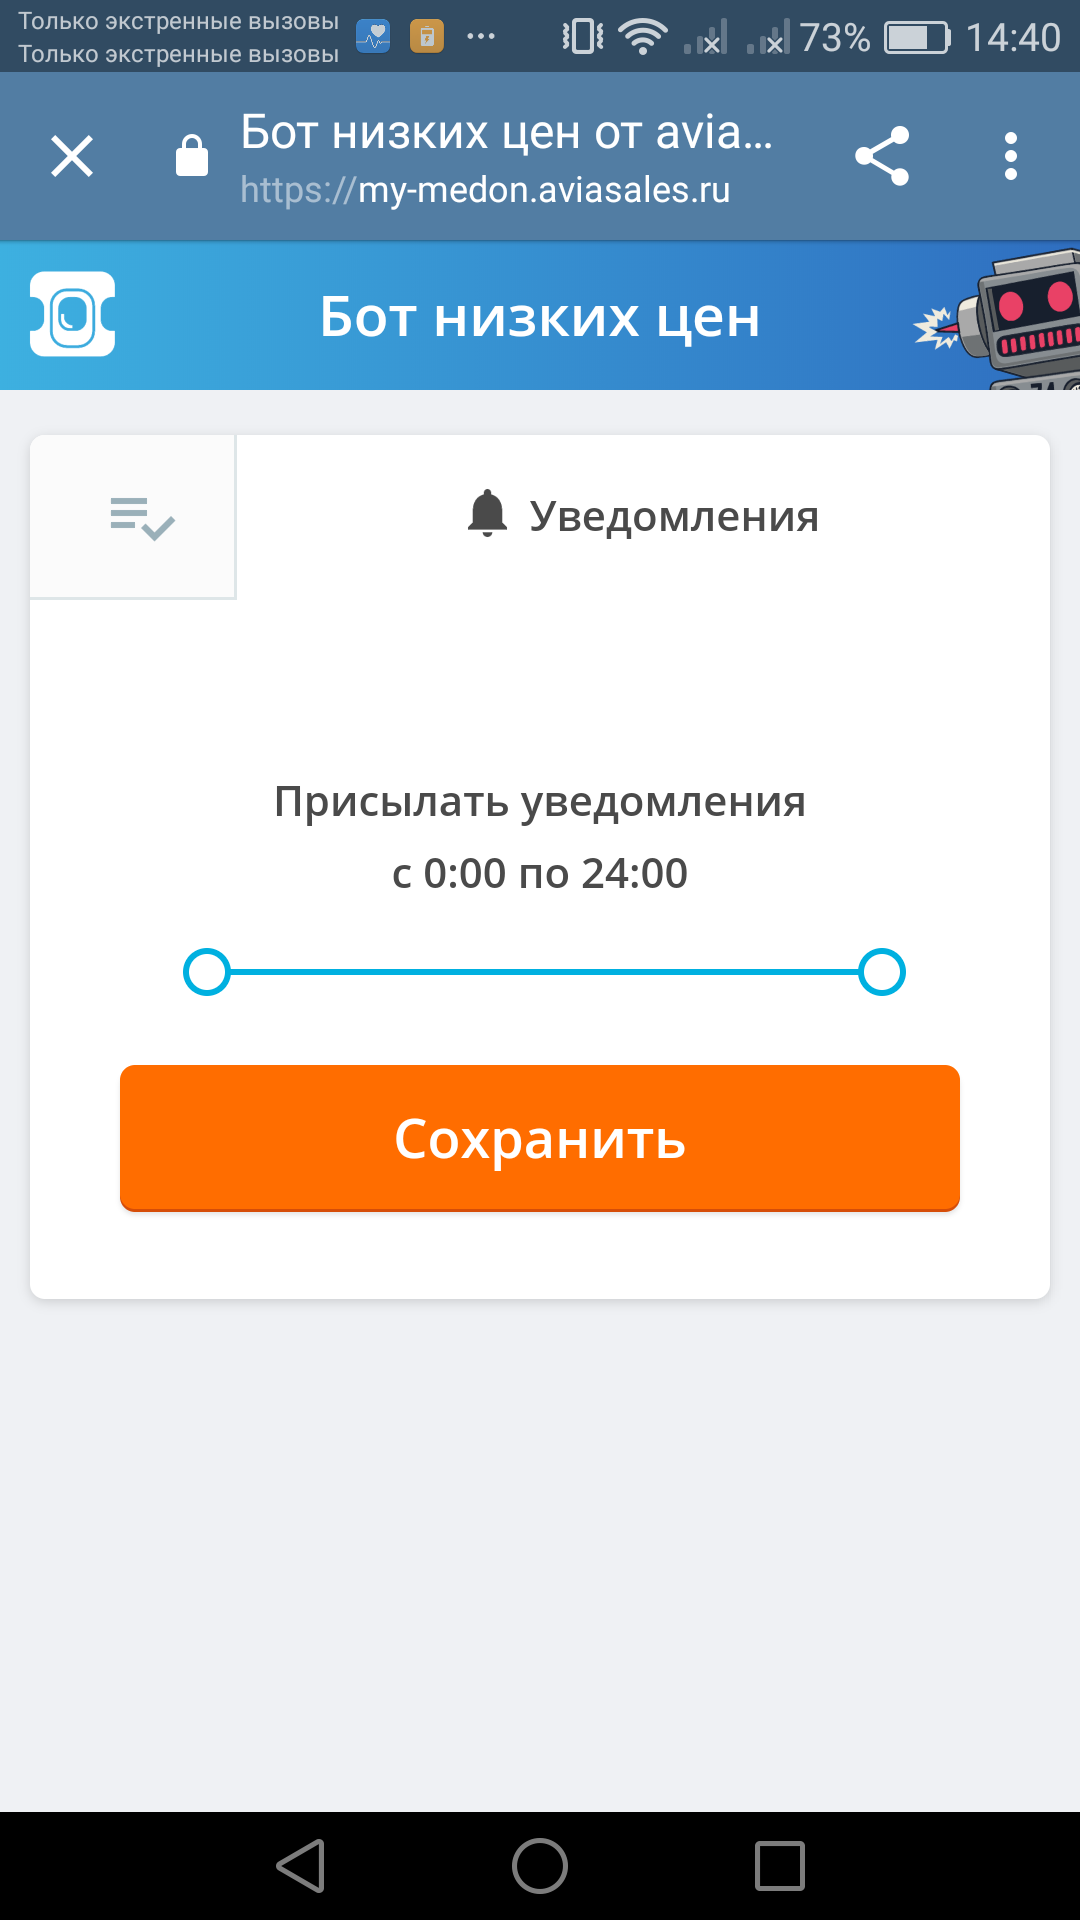 Только экстренные вызовы
Только экстренные вызовы
73% 14:40
Бот низких цен от avia...
https://my-medon.aviasales.ru
Бот низких цен
Уведомления
Присылать уведомления
с 0:00 по 24:00
Сохранить